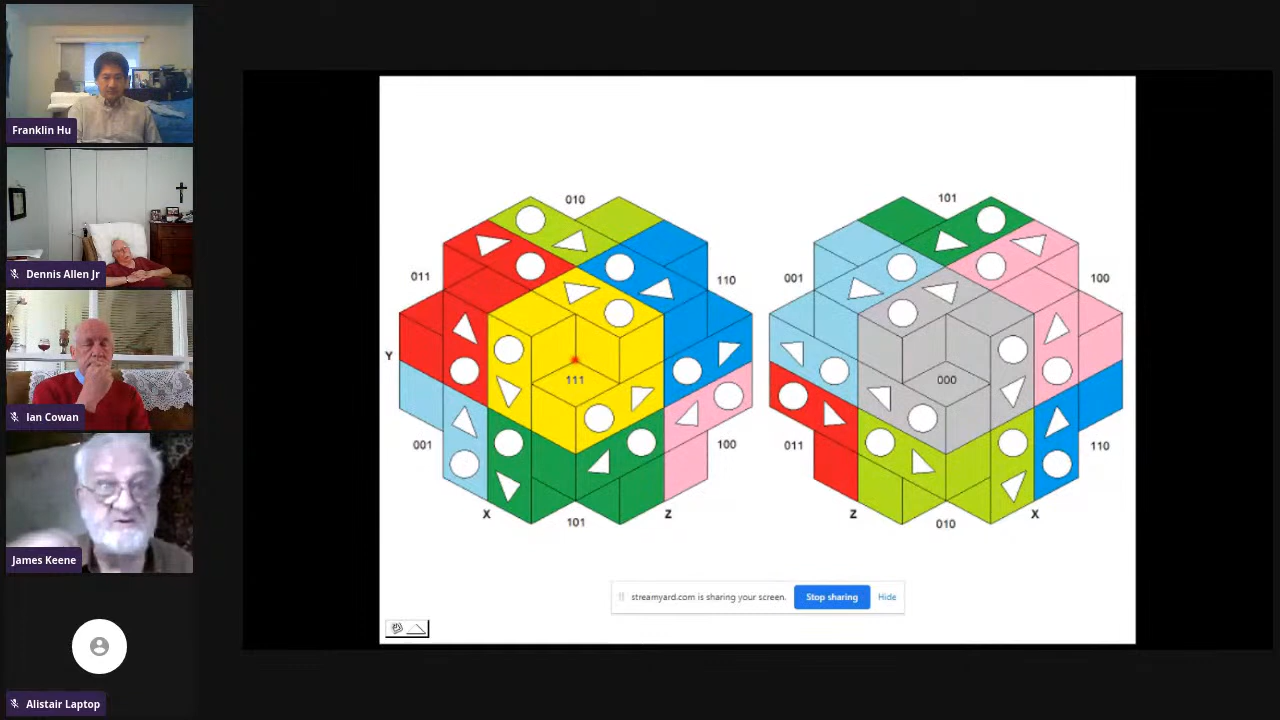 Franklin Hu
Dennis Allen Jr
Ian Cowan
James Keene
Alistair Laptop
010
011
110
Y
111
001
100
X
Z
101
101
001
100
000
011
110
Z
X
010
streamyard.com is sharing your screen.
Stop sharing
Hide